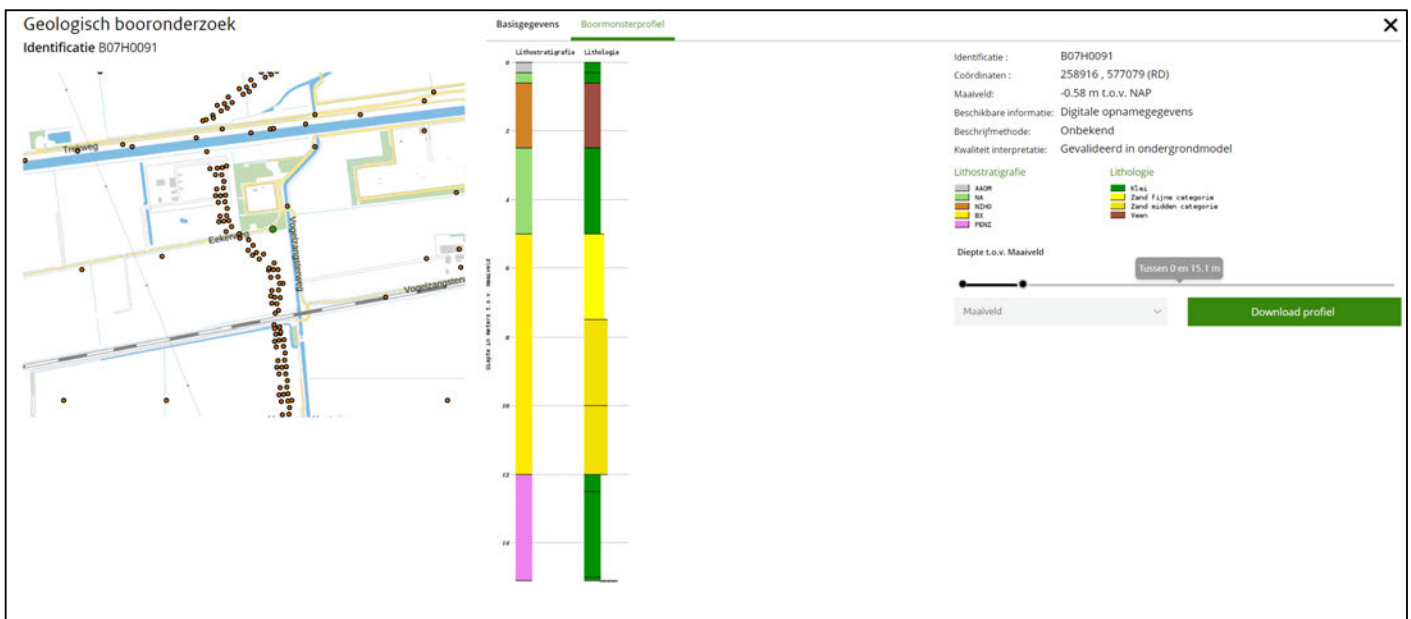 Geologisch booronderzoek
Identificatie B07H0091
Trekweg
Eekerweg
Vogelzangsterweg
Basisgegevens Boormonsterprofiel
Lithostratigrafie Lithologie
0
2
4
6
8
10
12
14
Diepte in meters t.o.v. maaiveld
Identificatie : B07H0091
Coördinaten : 258916 , 577079 (RD)
Maaiveld: -0.58 m t.o.v. NAP
Beschikbare informatie: Digitale opnamegegevens
Beschrijfmethode: Onbekend
Kwaliteit interpretatie: Gevalideerd in ondergrondmodel
Lithostratigrafie Lithologie
AAOM Klei
NA Zand fijne categorie
NIHO Zand midden categorie
BX Veen
PENI
Diepte t.o.v. Maaiveld
Tussen 0 en 15.1 m
Maaiveld
Download profiel